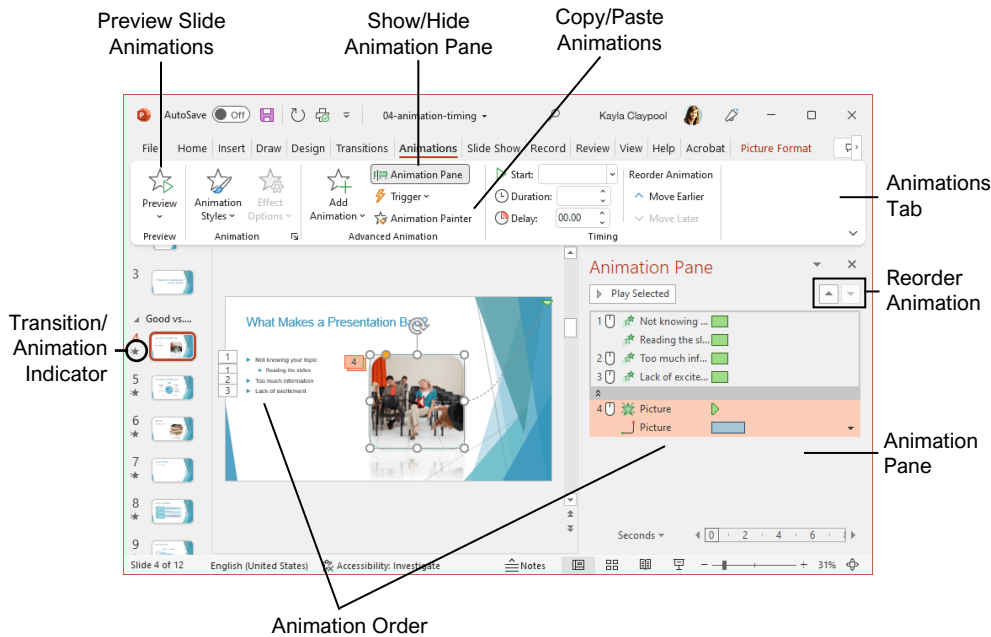 Preview Slide
Animations
Show/Hide
Animation Pane
Copy/Paste
Animations
AutoSave Off 04-animation-timing Kayla Claypool
File Home Insert Draw Design Transitions Animations Slide Show Record Review View Help Acrobat Picture Format
Preview
Animation
Styles
Effect
Options
Add
Animation
Animation Pane
Trigger
Animation Painter
Start:
Duration:
Delay: 00.00
Reorder Animation
Move Earlier
Move Later
Preview Animation Advanced Animation Timing
Animations
Tab
3
Good vs....
4
5
6
7
8
9
Transition/
Animation
Indicator
What Makes a Presentation
1 Not knowing your topic
1 Reading the slides
2 Too much information
3 Lack of excitement
4
Animation Pane
Play Selected
1 Not knowing ...
Reading the sl...
2 Too much inf...
3 Lack of excite...
4 Picture
Picture
Seconds 0 2 4 6
Reorder
Animation
Animation
Pane
Slide 4 of 12 English (United States) Accessibility: Investigate Notes 31%
Animation Order